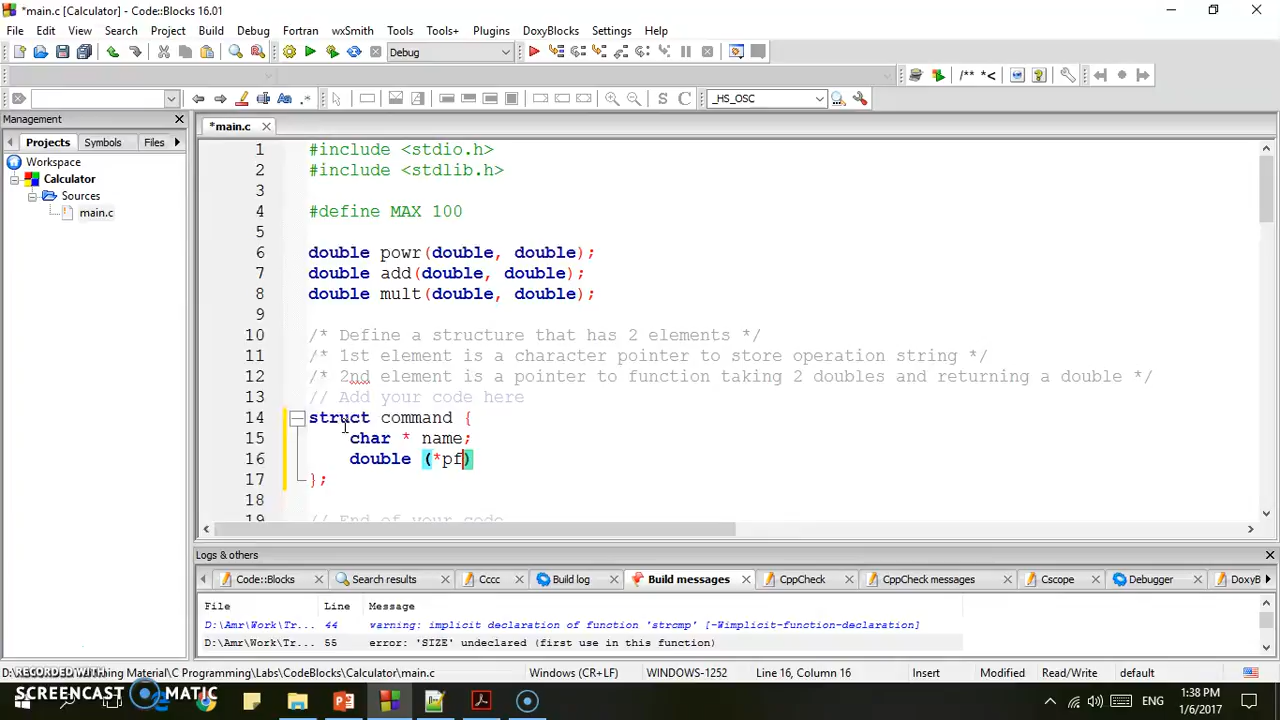 *main.c [Calculator] - Code::Blocks 16.01
File Edit View Search Project Build Debug Fortran wxSmith Tools Tools+ Plugins DoxyBlocks Settings Help
Debug
/** *<
Aa .* S C _HS_OSC
Management
*main.c
Projects Symbols Files
Workspace
Calculator
Sources
main.c
1 #include <stdio.h>
2 #include <stdlib.h>
3
4 #define MAX 100
5
6 double powr(double, double);
7 double add(double, double);
8 double mult(double, double);
9
10 /* Define a structure that has 2 elements */
11 /* 1st element is a character pointer to store operation string */
12 /* 2nd element is a pointer to function taking 2 doubles and returning a double */
13 // Add your code here
14 struct command {
15 char * name;
16 double (*pf)
17 };
18
19 // End of your code
Logs & others
Code::Blocks Search results Cccc Build log Build messages CppCheck CppCheck messages Cscope Debugger DoxyB
File Line Message
D:\Amr\Work\Tr... 44 warning: implicit declaration of function 'strcmp' [-Wimplicit-function-declaration]
D:\Amr\Work\Tr... 55 error: 'SIZE' undeclared (first use in this function)
Material\C Programming\Labs\CodeBlocks\Calculator\main.c Windows (CR+LF) WINDOWS-1252 Line 16, Column 16 Insert Modified Read/Write default
RECORDED WITH
SCREENCAST MATIC
ENG
1:38 PM
1/6/2017